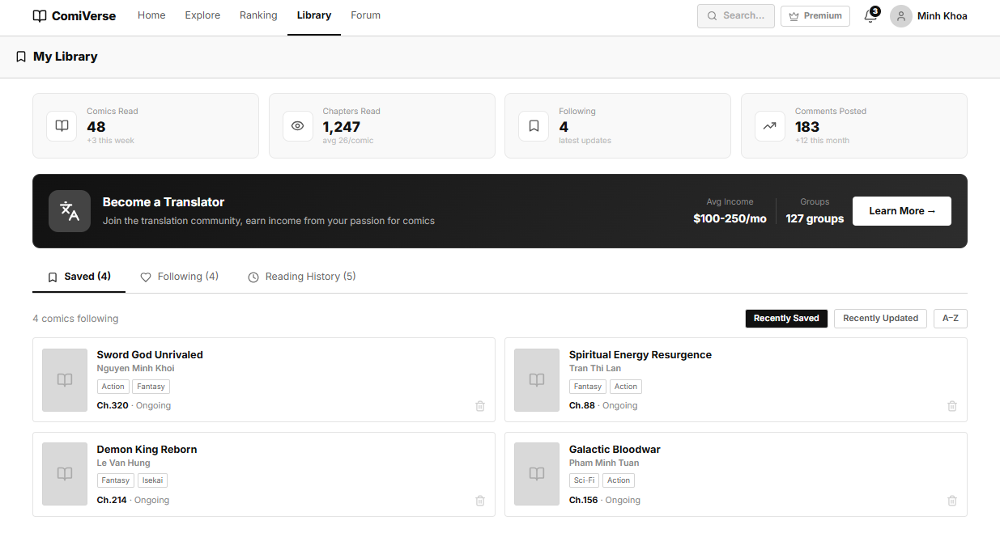 ComiVerse Home Explore Ranking Library Forum Search... Premium 3 Minh Khoa
My Library
Comics Read
48
+3 this week
Chapters Read
1,247
avg 26/comic
Following
4
latest updates
Comments Posted
183
+12 this month
Become a Translator
Join the translation community, earn income from your passion for comics
Avg Income
$100-250/mo
Groups
127 groups
Learn More →
Saved (4) Following (4) Reading History (5)
4 comics following
Recently Saved Recently Updated A–Z
Sword God Unrivaled
Nguyen Minh Khoi
Action Fantasy
Ch.320 · Ongoing
Spiritual Energy Resurgence
Tran Thi Lan
Fantasy Action
Ch.88 · Ongoing
Demon King Reborn
Le Van Hung
Fantasy Isekai
Ch.214 · Ongoing
Galactic Bloodwar
Pham Minh Tuan
Sci-Fi Action
Ch.156 · Ongoing